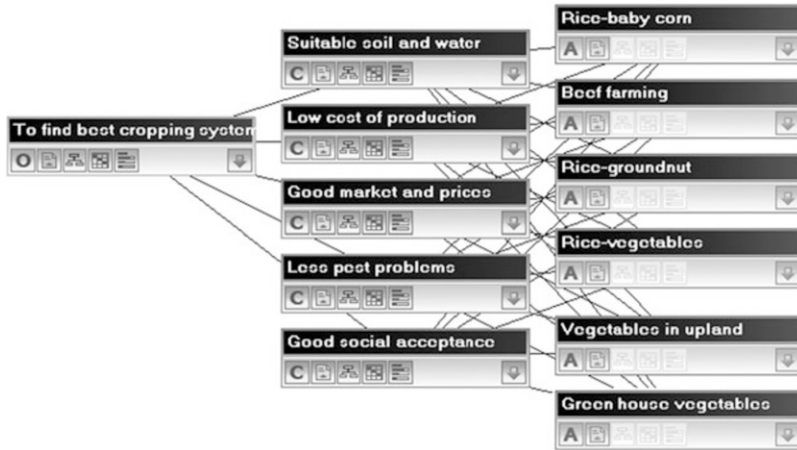 To find best cropping system
O
Suitable soil and water
C
Low cost of production
C
Good market and prices
C
Less pest problems
C
Good social acceptance
C
Rice-baby corn
A
Beef farming
A
Rice-groundnut
A
Rice-vegetables
A
Vegetables in upland
A
Green house vegetables
A